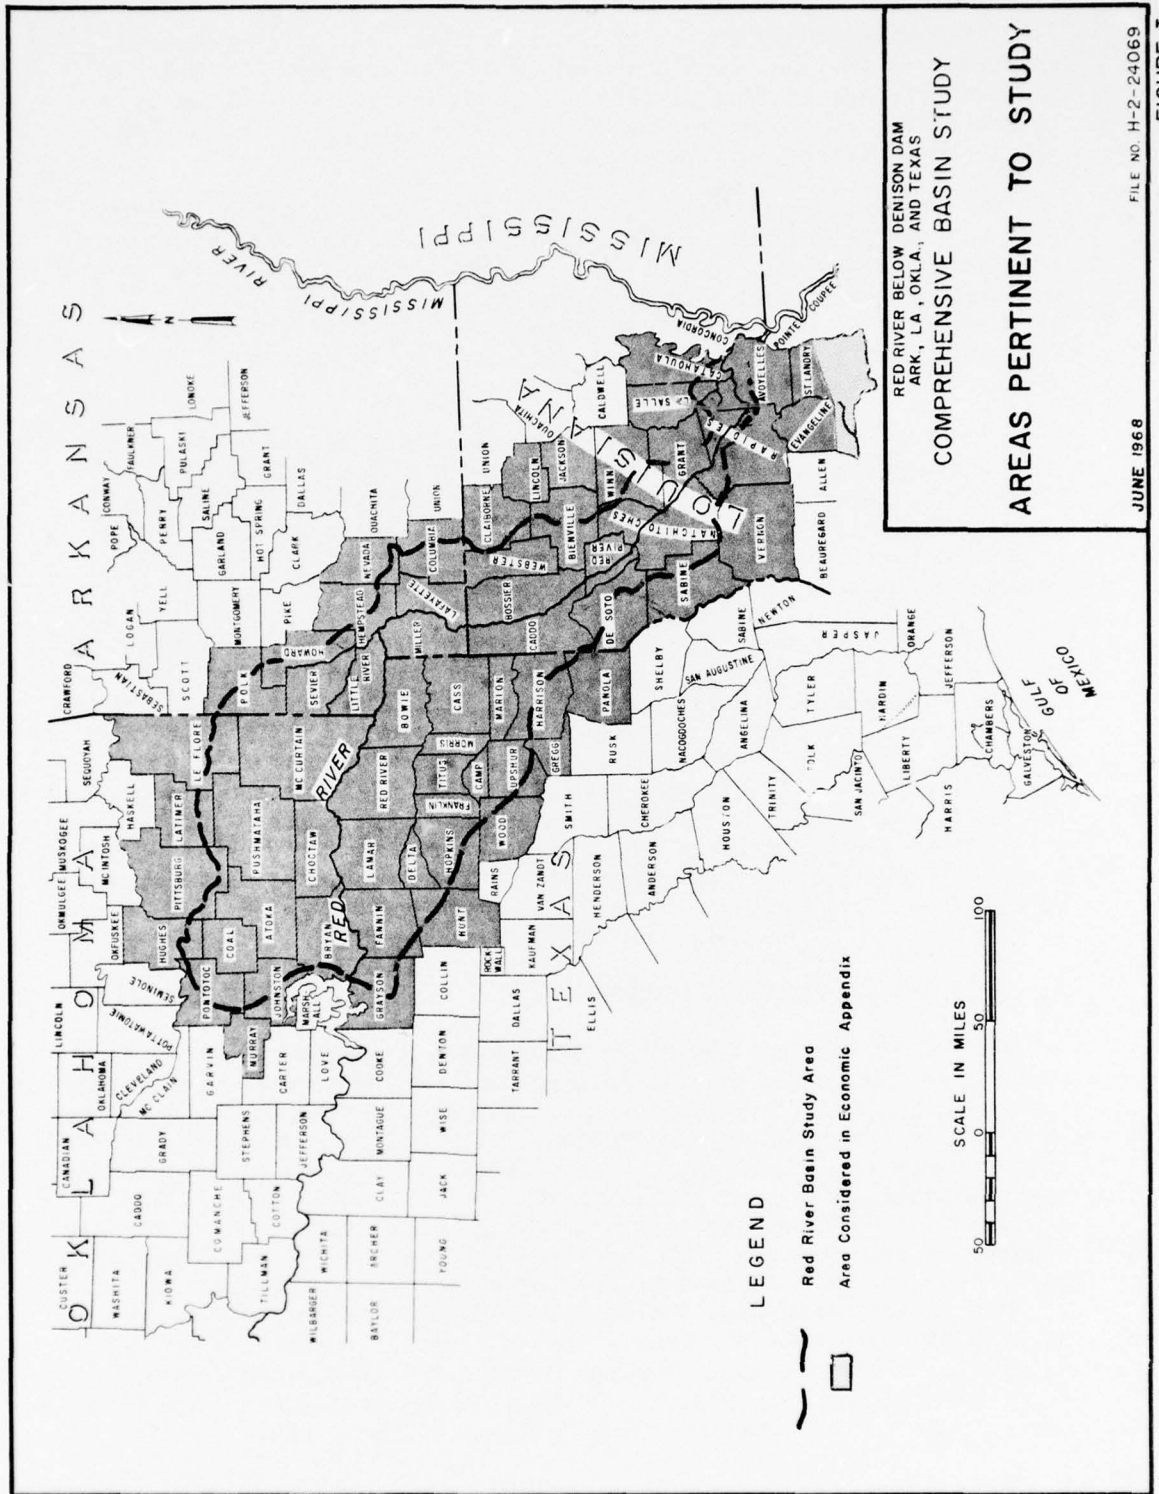 ARKANSAS
OKLAHOMA
TEXAS
LOUISIANA
MISSISSIPPI
MISSISSIPPI
RIVER
RED
RIVER
GULF
OF
MEXICO
N
CUSTER
CANADIAN
LINCOLN
OKMULGEE
MUSKOGEE
SEQUOYAH
CRAWFORD
WASHITA
CADDO
OKLAHOMA
CLEVELAND
POTTAWATOMIE
SEMINOLE
OKFUSKEE
MC INTOSH
HASKELL
SEBASTIAN
LOGAN
POPE
CONWAY
FAULKNER
KIOWA
GRADY
MC CLAIN
HUGHES
PITTSBURG
LATIMER
LE FLORE
SCOTT
YELL
PERRY
PULASKI
LONOKE
COMANCHE
STEPHENS
GARVIN
PONTOTOC
COAL
POLK
MONTGOMERY
GARLAND
SALINE
JEFFERSON
TILLMAN
COTTON
JEFFERSON
CARTER
MURRAY
JOHNSTON
ATOKA
PUSHMATAHA
MC CURTAIN
HOWARD
PIKE
HOT SPRING
GRANT
LOVE
MARSH-
ALL
BRYAN
CHOCTAW
SEVIER
CLARK
DALLAS
LITTLE
RIVER
HEMPSTEAD
NEVADA
OUACHITA
WILBARGER
WICHITA
BAYLOR
ARCHER
CLAY
MONTAGUE
COOKE
GRAYSON
FANNIN
LAMAR
RED RIVER
BOWIE
MILLER
LAFAYETTE
COLUMBIA
UNION
YOUNG
JACK
WISE
DENTON
COLLIN
HUNT
DELTA
HOPKINS
FRANKLIN
TITUS
MORRIS
CASS
CAMP
TARRANT
DALLAS
ROCK
WALL
KAUFMAN
RAINS
VAN ZANDT
WOOD
UPSHUR
MARION
HARRISON
GREGG
PANOLA
ELLIS
HENDERSON
SMITH
RUSK
SHELBY
ANDERSON
CHEROKEE
NACOGDOCHES
SAN AUGUSTINE
SABINE
HOUSTON
ANGELINA
NEWTON
JASPER
TRINITY
POLK
TYLER
SAN JACINTO
HARDIN
ORANGE
LIBERTY
JEFFERSON
HARRIS
CHAMBERS
GALVESTON
CADDO
BOSSIER
WEBSTER
CLAIBORNE
UNION
LINCOLN
JACKSON
OUACHITA
BIENVILLE
RED
RIVER
DE SOTO
SABINE
NATCHITOCHES
WINN
CALDWELL
GRANT
LA SALLE
CATAHOULA
CONCORDIA
VERNON
RAPIDES
AVOYELLES
POINTE COUPEE
BEAUREGARD
ALLEN
EVANGELINE
ST LANDRY
LEGEND
Red River Basin Study Area
Area Considered in Economic Appendix
SCALE IN MILES
50 0 50 100
RED RIVER BELOW DENISON DAM
ARK., LA., OKLA., AND TEXAS
COMPREHENSIVE BASIN STUDY
AREAS PERTINENT TO STUDY
JUNE 1968
FILE NO. H-2-24069